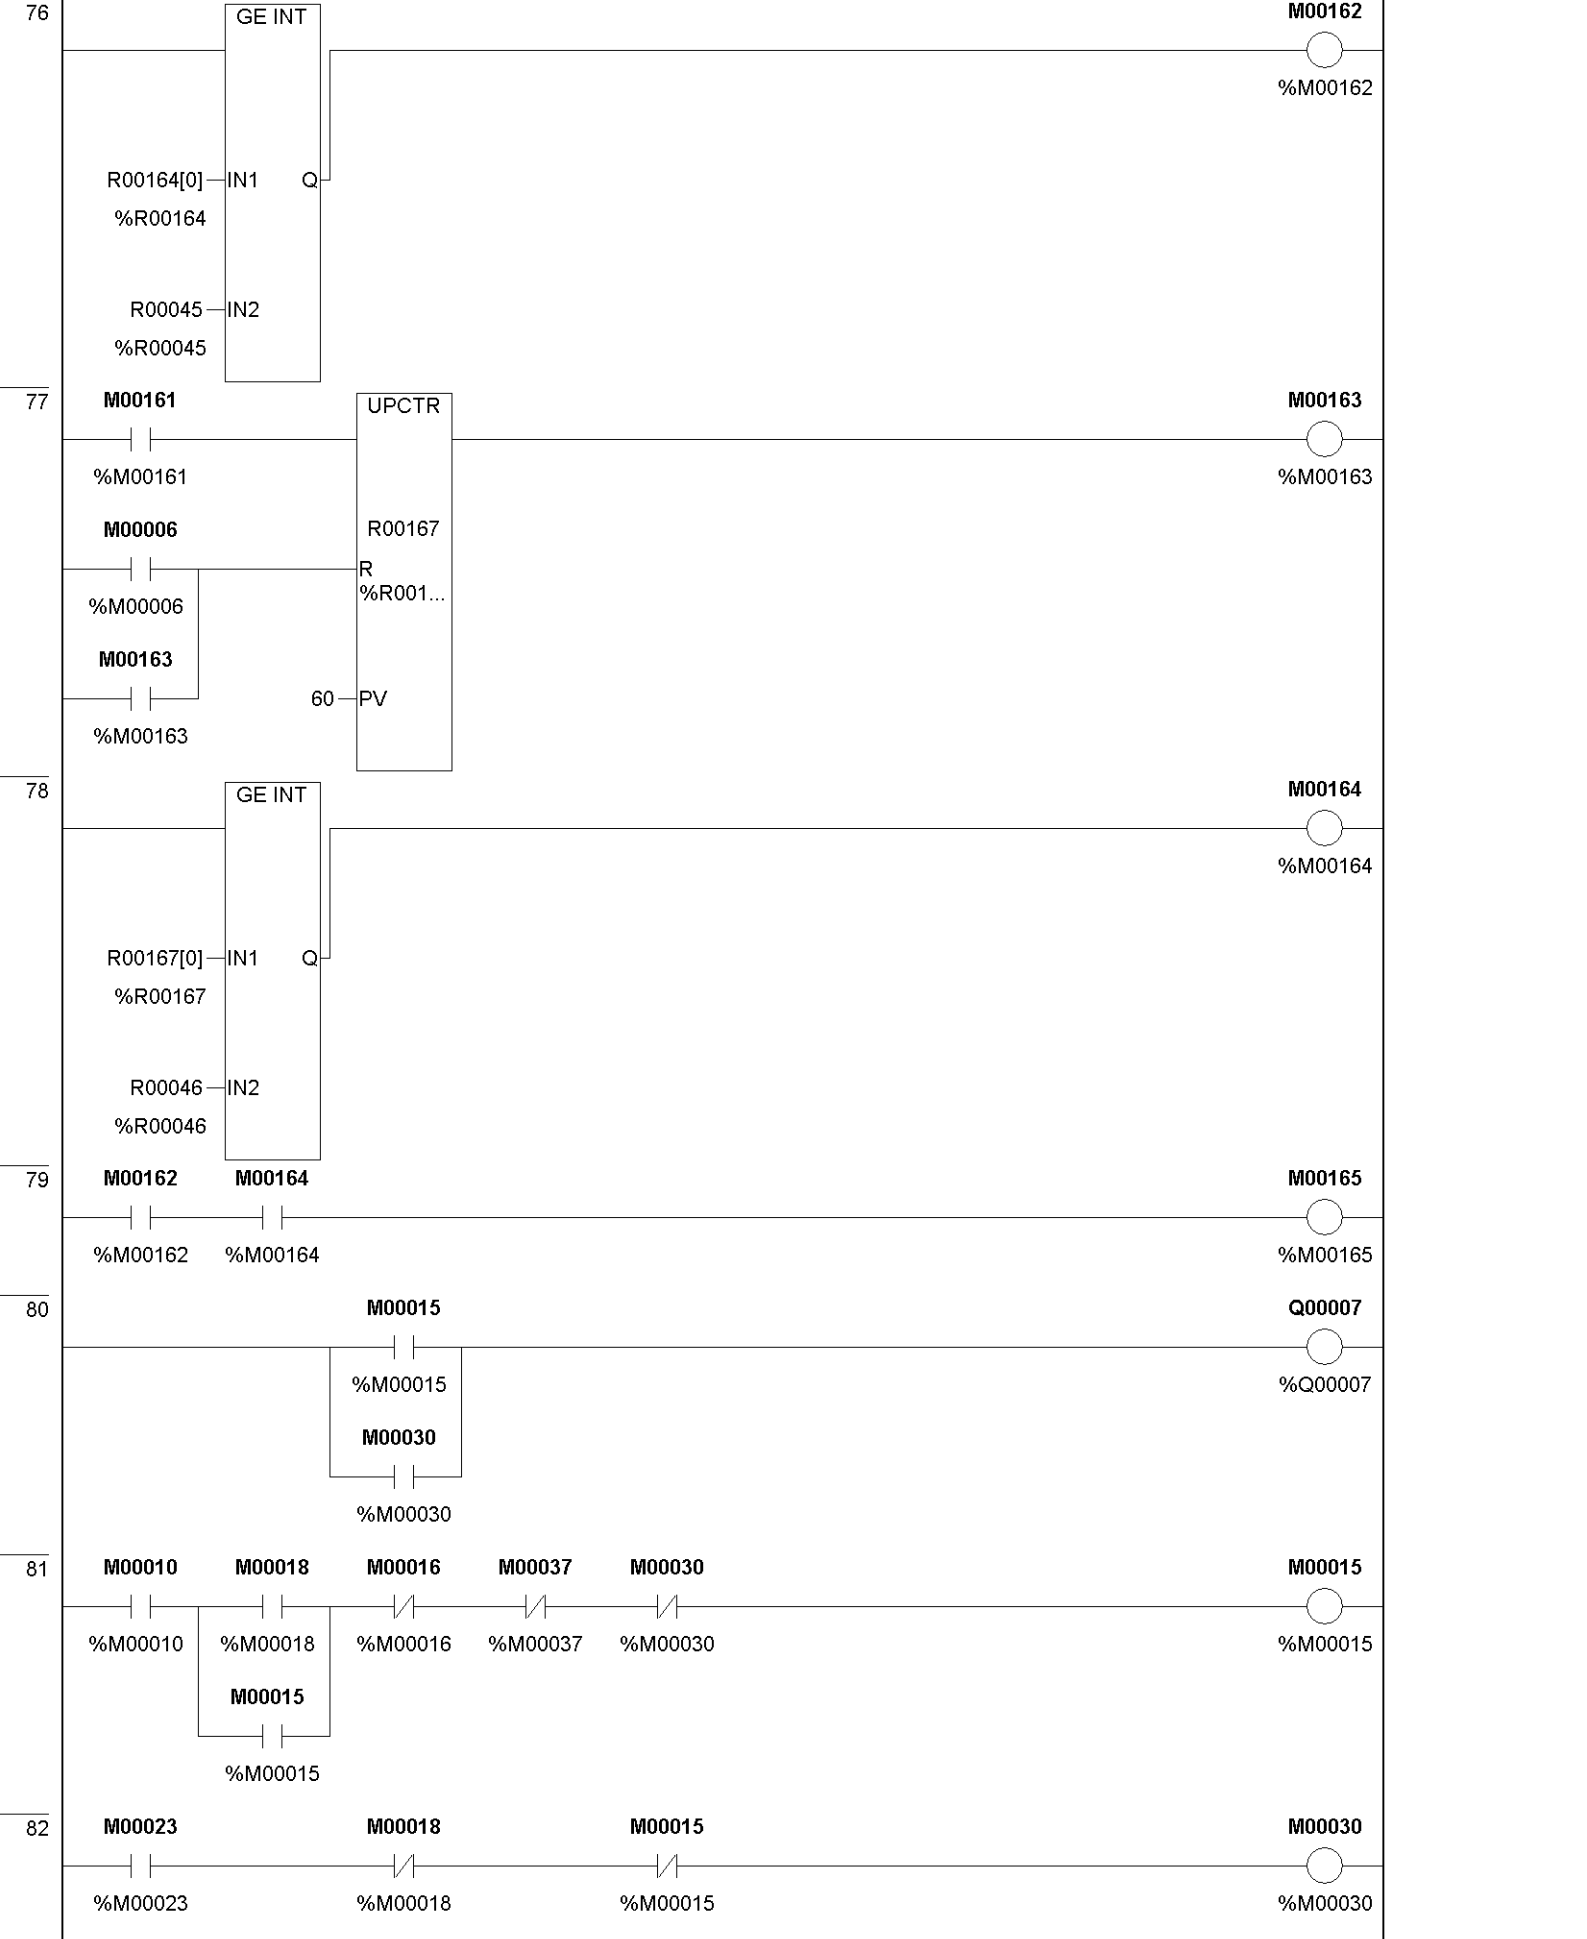 76
GE INT
M00162
%M00162
R00164[0]
IN1
Q
%R00164
R00045
IN2
%R00045
77
M00161
UPCTR
M00163
%M00161
%M00163
M00006
R00167
R
%M00006
%R001...
M00163
60
PV
%M00163
78
GE INT
M00164
%M00164
R00167[0]
IN1
Q
%R00167
R00046
IN2
%R00046
79
M00162
M00164
M00165
%M00162
%M00164
%M00165
80
M00015
Q00007
%M00015
%Q00007
M00030
%M00030
81
M00010
M00018
M00016
M00037
M00030
M00015
%M00010
%M00018
%M00016
%M00037
%M00030
%M00015
M00015
%M00015
82
M00023
M00018
M00015
M00030
%M00023
%M00018
%M00015
%M00030